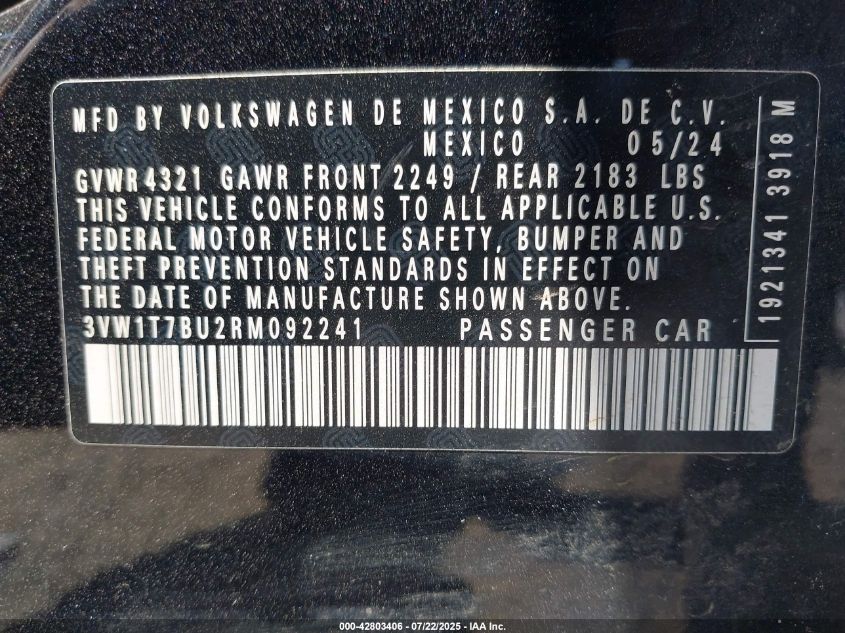 MFD BY VOLKSWAGEN DE MEXICO S.A. DE C.V.
MEXICO 05/24
GVWR 4321 GAWR FRONT 2249 / REAR 2183 LBS
THIS VEHICLE CONFORMS TO ALL APPLICABLE U.S.
FEDERAL MOTOR VEHICLE SAFETY, BUMPER AND
THEFT PREVENTION STANDARDS IN EFFECT ON
THE DATE OF MANUFACTURE SHOWN ABOVE.
3VW1T7BU2RM092241 PASSENGER CAR
1921341 3918 M
000-42803406 - 07/22/2025 - IAA Inc.